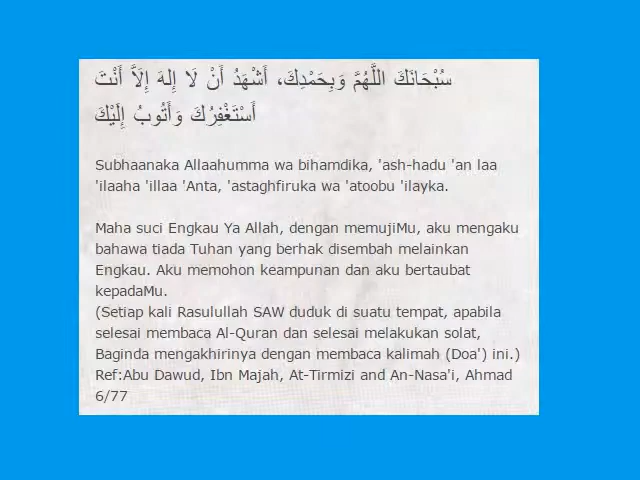 سُبْحَانَكَ اللَّهُمَّ وَبِحَمْدِكَ، أَشْهَدُ أَنْ لَا إِلهَ إِلاَّ أَنْتَ
أَسْتَغْفِرُكَ وَأَتُوبُ إِلَيْكَ
Subhaanaka Allaahumma wa bihamdika, 'ash-hadu 'an laa
'ilaaha 'illaa 'Anta, 'astaghfiruka wa 'atoobu 'ilayka.
Maha suci Engkau Ya Allah, dengan memujiMu, aku mengaku
bahawa tiada Tuhan yang berhak disembah melainkan
Engkau. Aku memohon keampunan dan aku bertaubat
kepadaMu.
(Setiap kali Rasulullah SAW duduk di suatu tempat, apabila
selesai membaca Al-Quran dan selesai melakukan solat,
Baginda mengakhirinya dengan membaca kalimah (Doa') ini.)
Ref:Abu Dawud, Ibn Majah, At-Tirmizi and An-Nasa'i, Ahmad
6/77